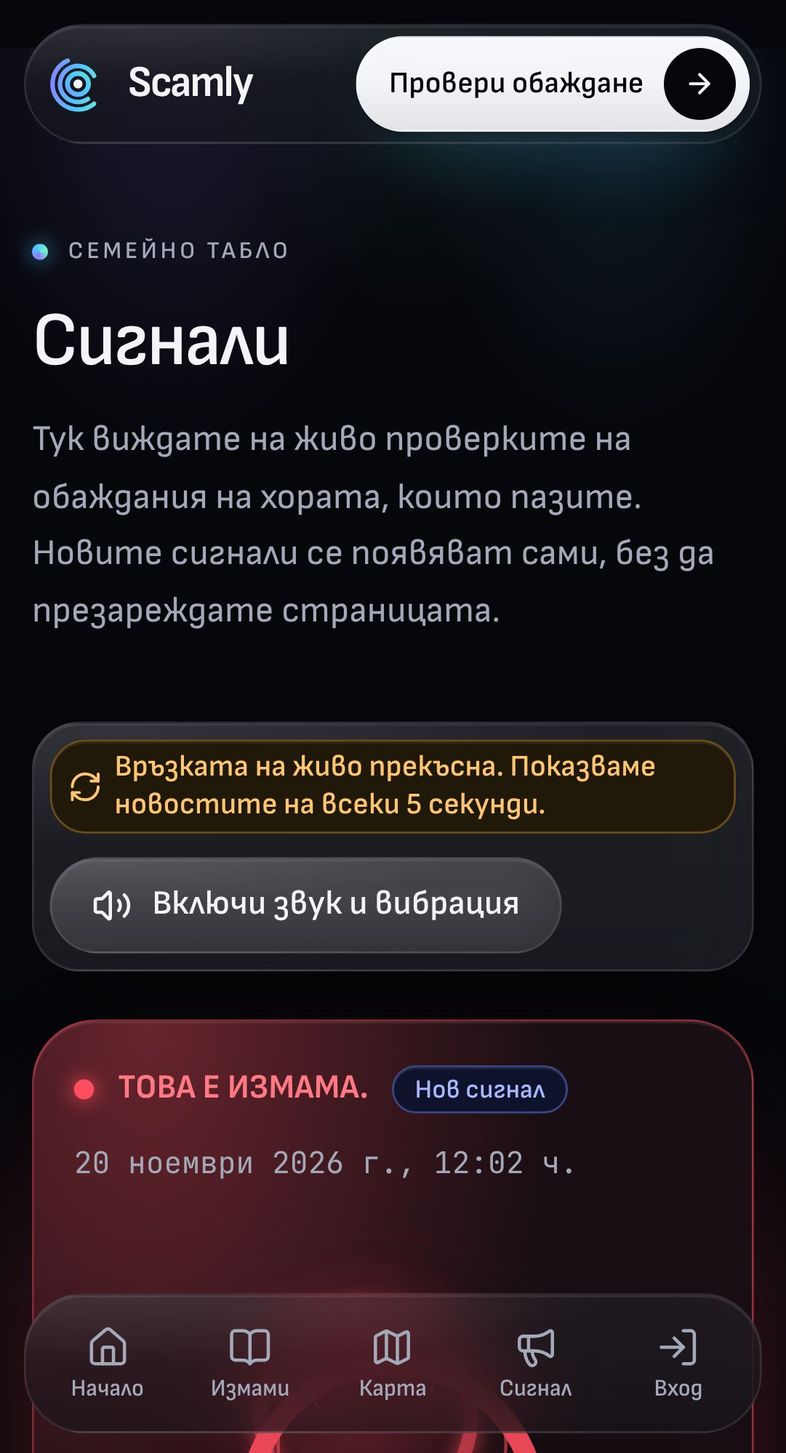 Scamly
Провери обаждане
СЕМЕЙНО ТАБЛО
Сигнали
Тук виждате на живо проверките на
обаждания на хората, които пазите.
Новите сигнали се появяват сами, без да
презареждате страницата.
Връзката на живо прекъсна. Показваме
новостите на всеки 5 секунди.
Включи звук и вибрация
ТОВА Е ИЗМАМА.
Нов сигнал
20 ноември 2026 г., 12:02 ч.
Начало
Измами
Карта
Сигнал
Вход